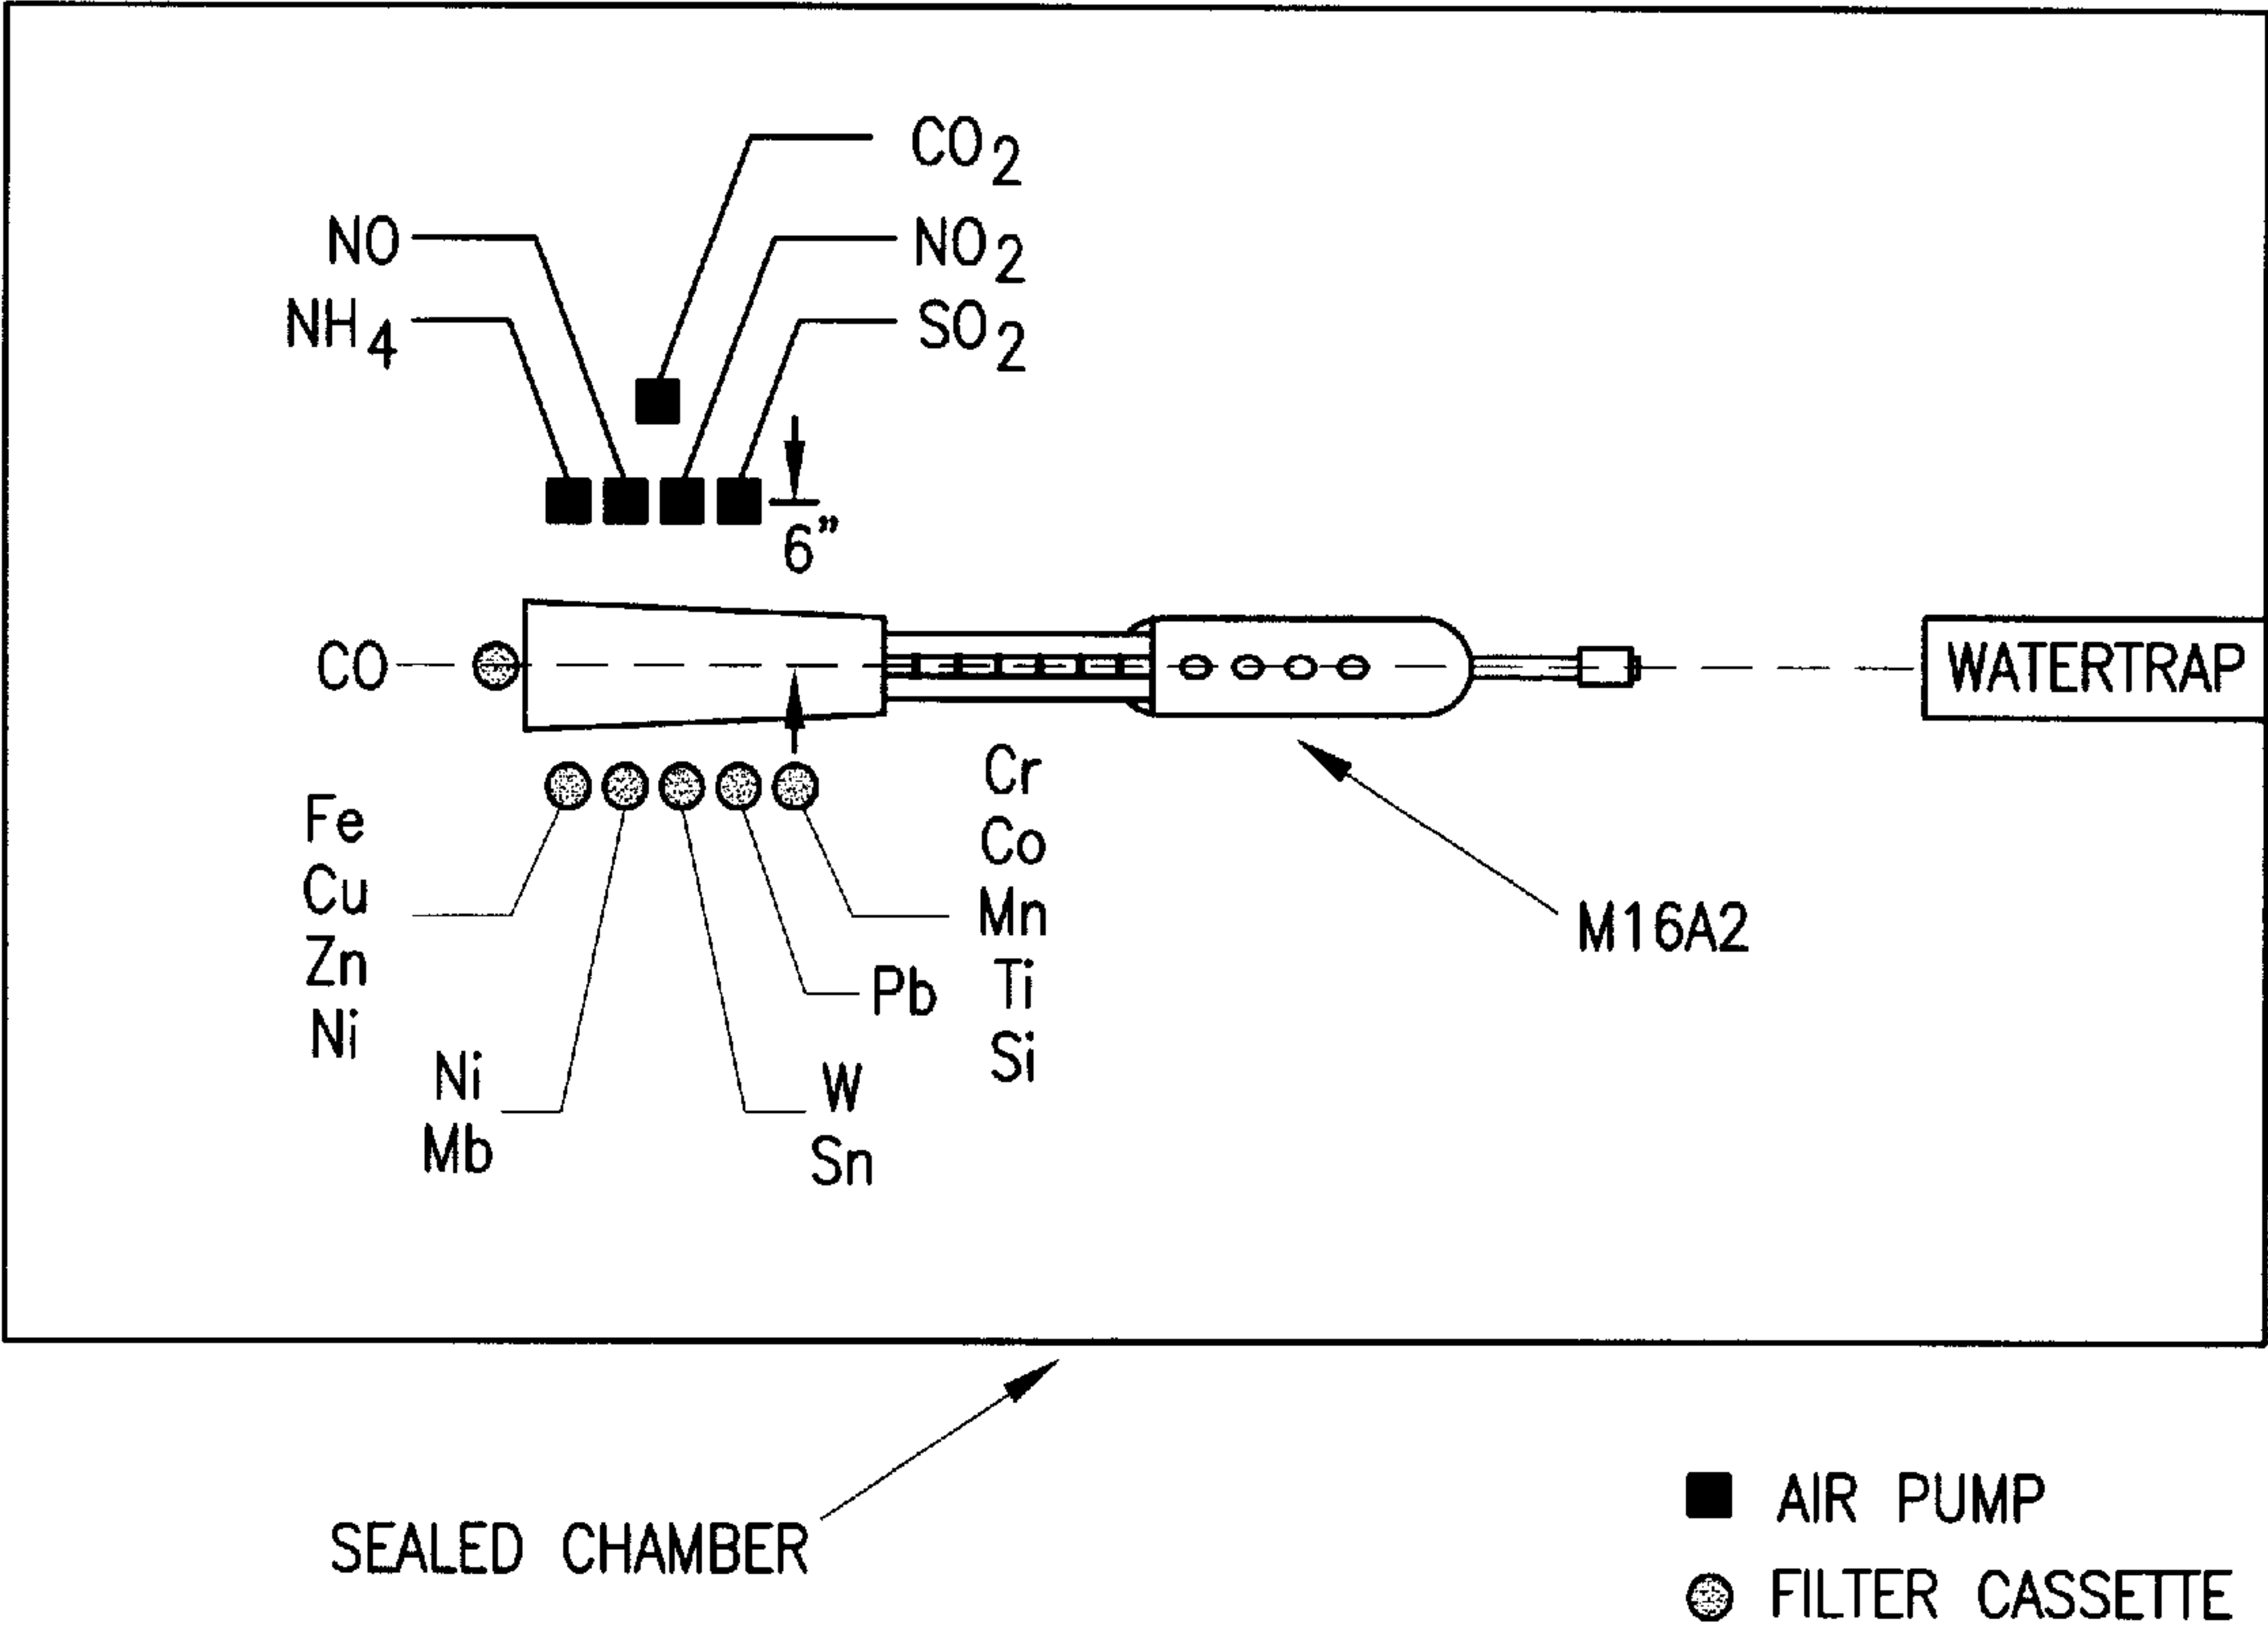 CO2
NO
NO2
NH4
SO2
6”
CO
WATERTRAP
Fe
Cu
Zn
Ni
Cr
Co
Mn
Ti
Si
M16A2
Pb
Ni
Mb
W
Sn
SEALED CHAMBER
AIR PUMP
FILTER CASSETTE